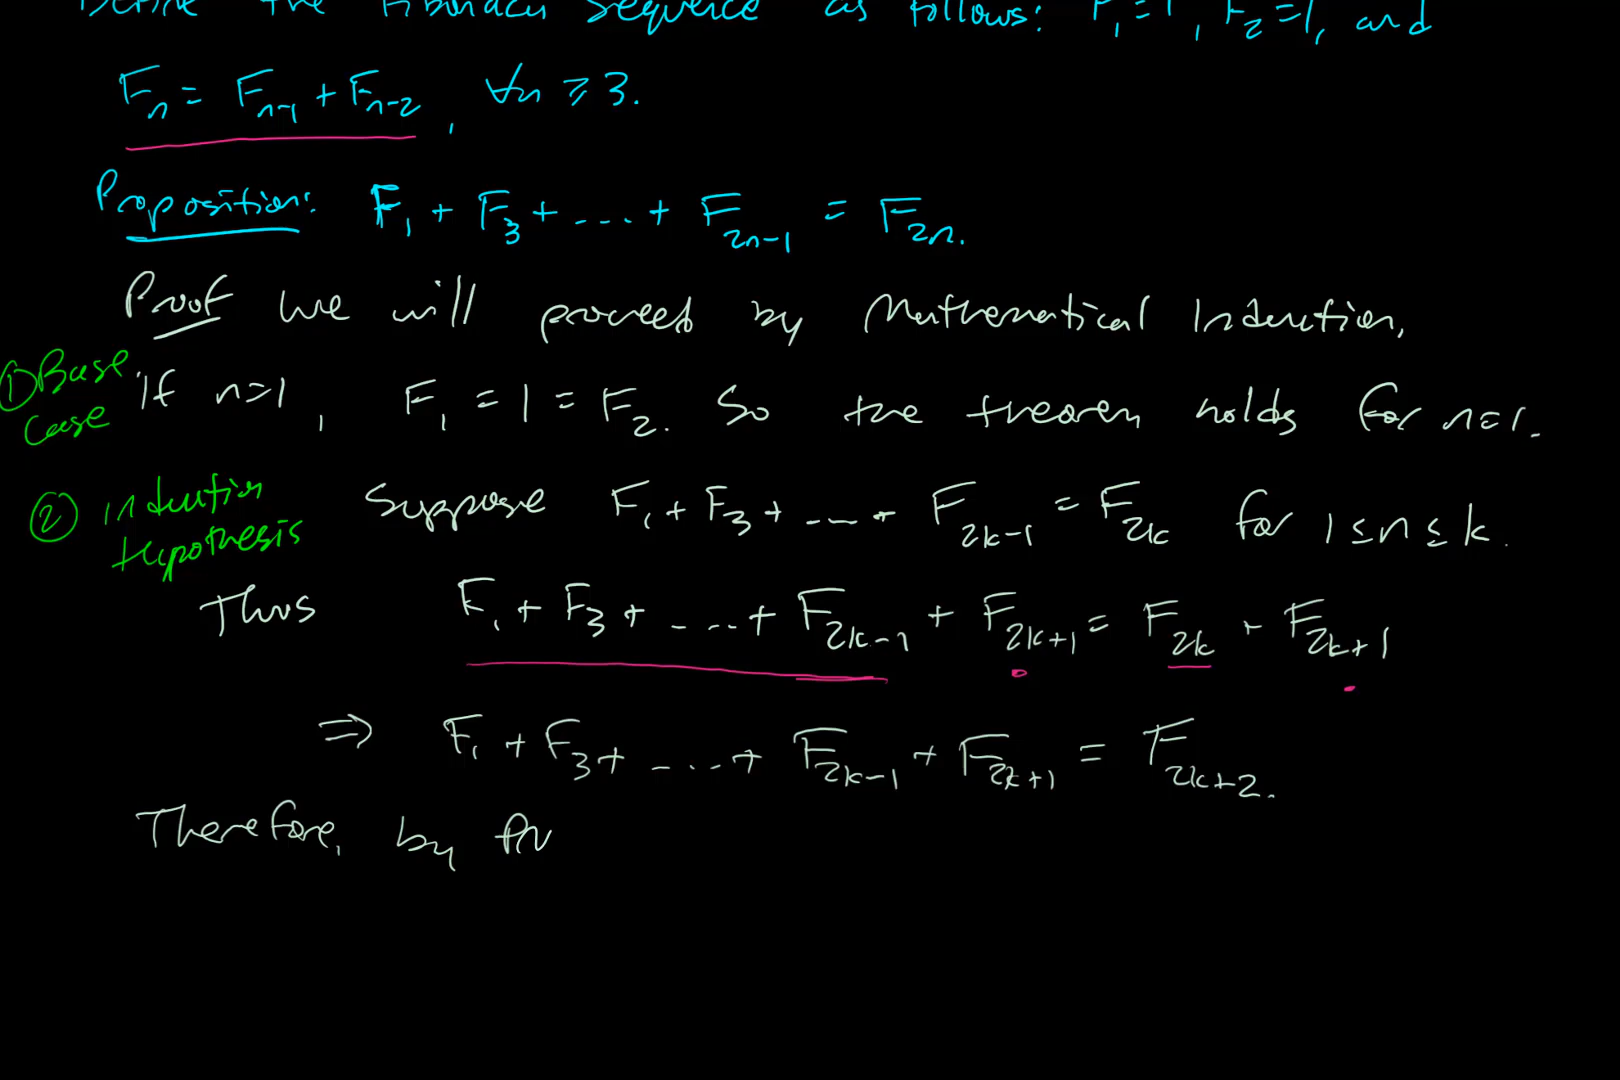 Define the Fibonacci sequence as follows: F₁=1, F₂=1, and
Fₙ = Fₙ₋₁ + Fₙ₋₂, ∀n ≥ 3.
Proposition: F₁ + F₃ + ... + F₂ₙ₋₁ = F₂ₙ.
Proof We will proceed by Mathematical Induction.
① Base Case If n=1, F₁ = 1 = F₂. So the theorem holds for n=1.
② Induction Hypothesis Suppose F₁ + F₃ + ... + F₂ₖ₋₁ = F₂ₖ for 1 ≤ n ≤ k.
Thus F₁ + F₃ + ... + F₂ₖ₋₁ + F₂ₖ₊₁ = F₂ₖ + F₂ₖ₊₁
⇒ F₁ + F₃ + ... + F₂ₖ₋₁ + F₂ₖ₊₁ = F₂ₖ₊₂.
Therefore, by